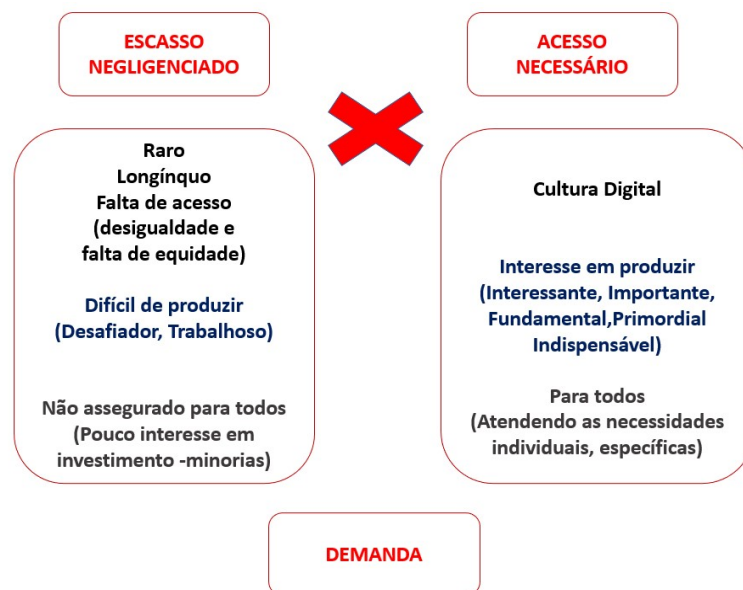 ESCASSO
NEGLIGENCIADO
ACESSO
NECESSÁRIO
Raro
Longínquo
Falta de acesso
(desigualdade e
falta de equidade)
Difícil de produzir
(Desafiador, Trabalhoso)
Não assegurado para todos
(Pouco interesse em
investimento -minorias)
Cultura Digital
Interesse em produzir
(Interessante, Importante,
Fundamental,Primordial
Indispensável)
Para todos
(Atendendo as necessidades
individuais, específicas)
DEMANDA